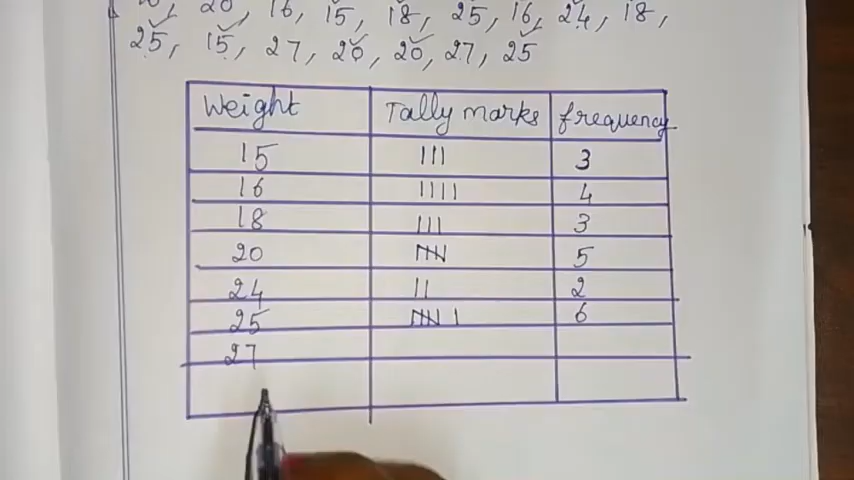 20, 16, 15, 18, 25, 16, 24, 18,
25, 15, 27, 20, 20, 27, 25
Weight Tally marks frequency
15 III 3
16 IIII 4
18 III 3
20 5
24 II 2
25 6
27